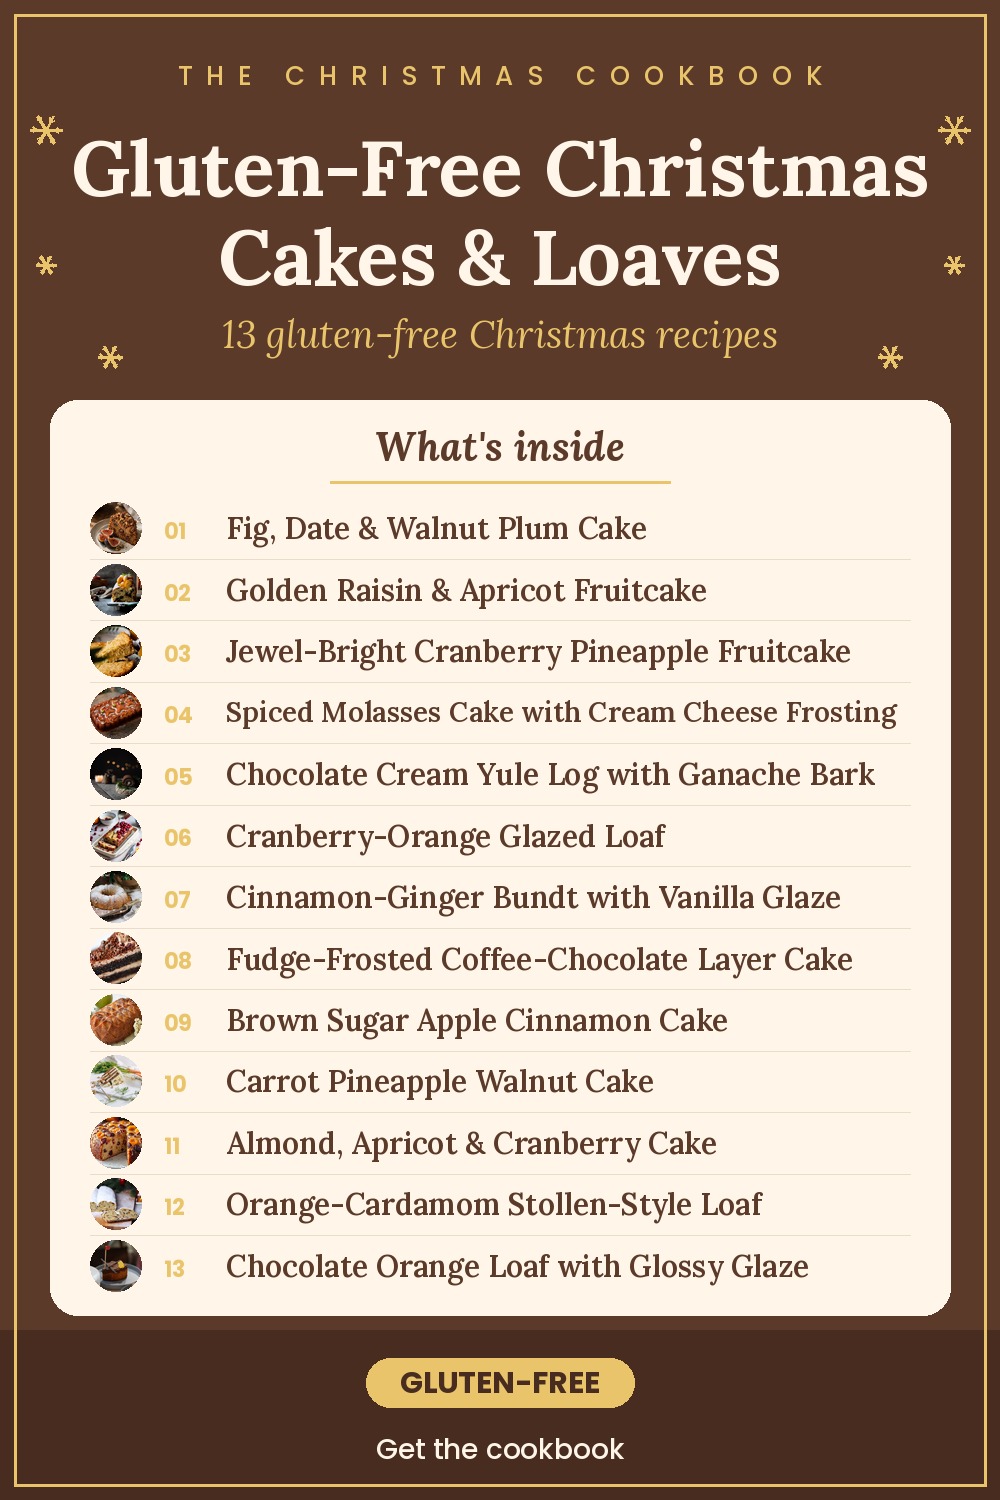 THE CHRISTMAS COOKBOOK
Gluten-Free Christmas
Cakes & Loaves
13 gluten-free Christmas recipes
What's inside
01 Fig, Date & Walnut Plum Cake
02 Golden Raisin & Apricot Fruitcake
03 Jewel-Bright Cranberry Pineapple Fruitcake
04 Spiced Molasses Cake with Cream Cheese Frosting
05 Chocolate Cream Yule Log with Ganache Bark
06 Cranberry-Orange Glazed Loaf
07 Cinnamon-Ginger Bundt with Vanilla Glaze
08 Fudge-Frosted Coffee-Chocolate Layer Cake
09 Brown Sugar Apple Cinnamon Cake
10 Carrot Pineapple Walnut Cake
11 Almond, Apricot & Cranberry Cake
12 Orange-Cardamom Stollen-Style Loaf
13 Chocolate Orange Loaf with Glossy Glaze
GLUTEN-FREE
Get the cookbook